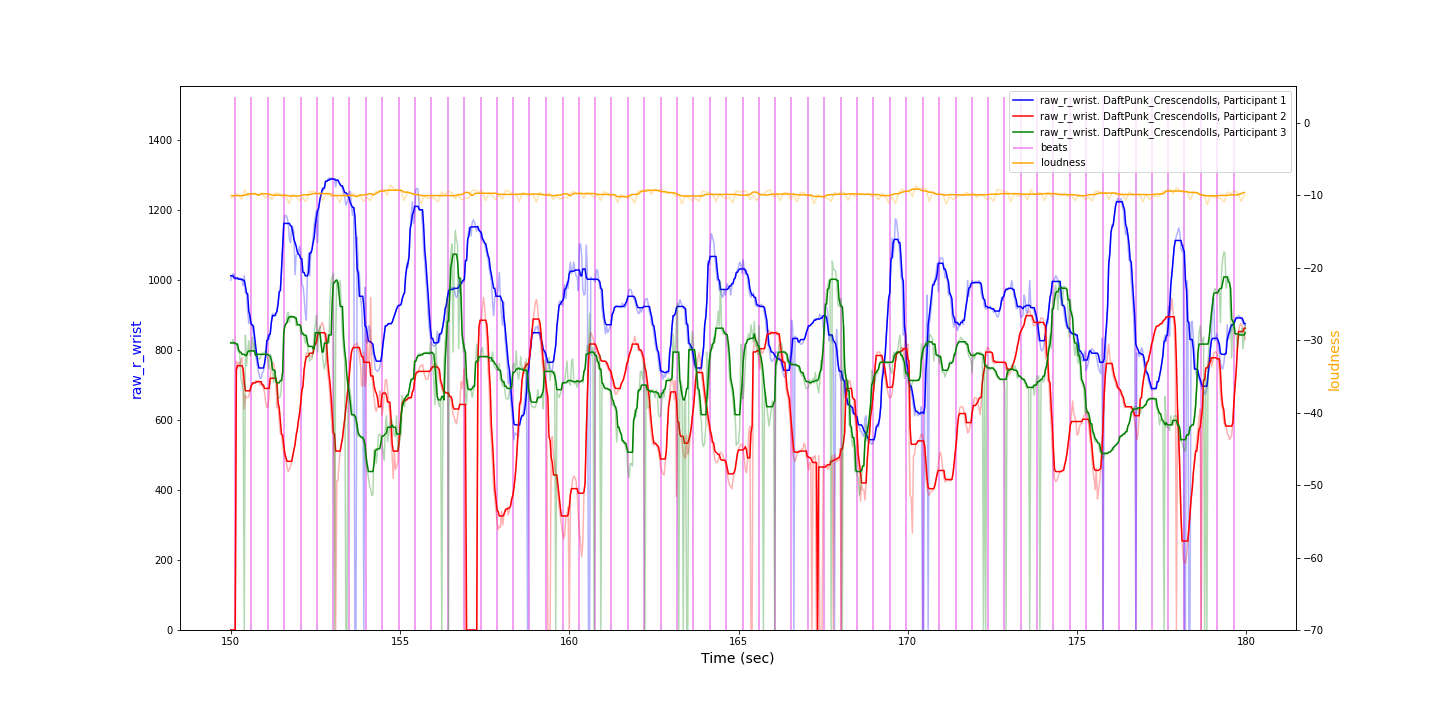 raw_r_wrist. DaftPunk_Crescendolls, Participant 1
raw_r_wrist. DaftPunk_Crescendolls, Participant 2
raw_r_wrist. DaftPunk_Crescendolls, Participant 3
beats
loudness
1400
1200
1000
800
600
400
200
0
raw_r_wrist
0
−10
−20
−30
−40
−50
−60
−70
loudness
150 155 160 165 170 175 180
Time (sec)